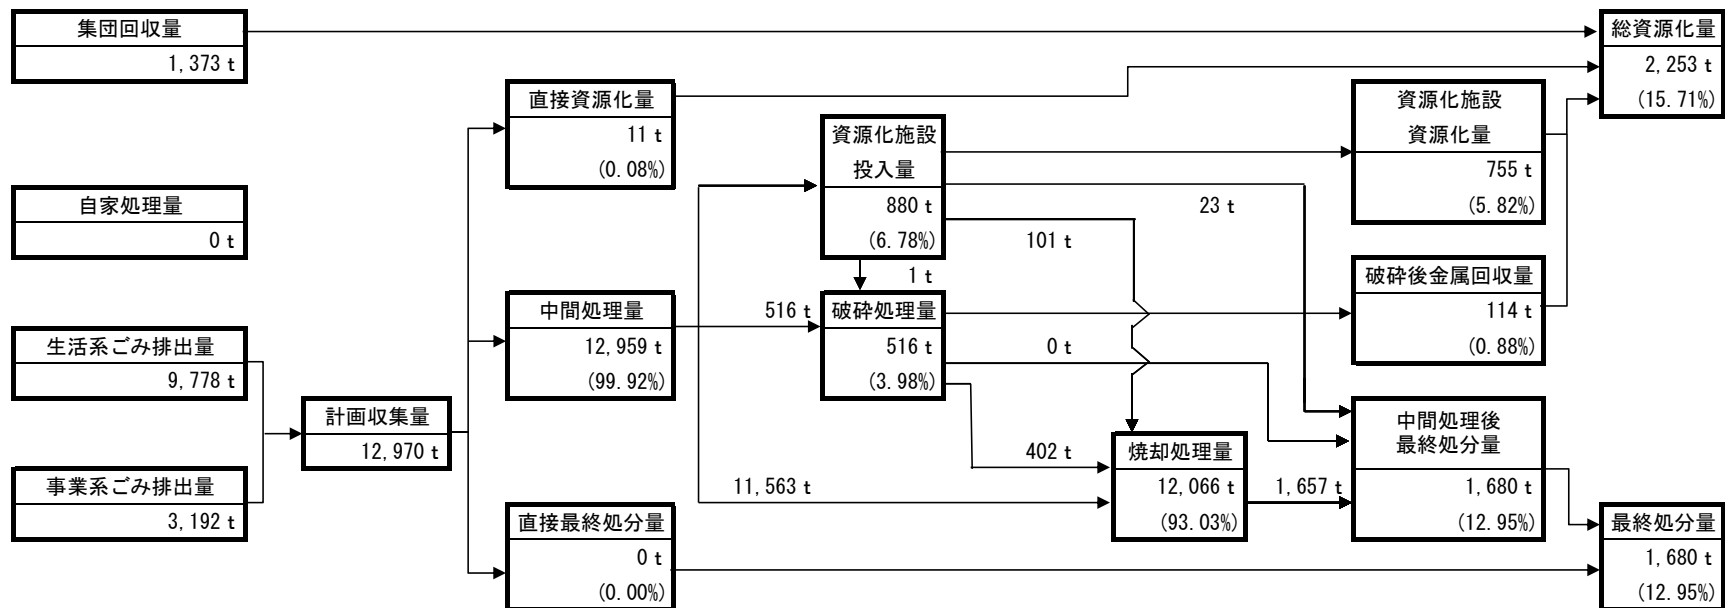 集団回収量
1,373 t
自家処理量
0 t
生活系ごみ排出量
9,778 t
事業系ごみ排出量
3,192 t
計画収集量
12,970 t
直接資源化量
11 t
(0.08%)
中間処理量
12,959 t
(99.92%)
直接最終処分量
0 t
(0.00%)
516 t
11,563 t
資源化施設
投入量
880 t
(6.78%)
1 t
破砕処理量
516 t
(3.98%)
23 t
101 t
0 t
402 t
焼却処理量
12,066 t
(93.03%)
1,657 t
資源化施設
資源化量
755 t
(5.82%)
破砕後金属回収量
114 t
(0.88%)
中間処理後
最終処分量
1,680 t
(12.95%)
総資源化量
2,253 t
(15.71%)
最終処分量
1,680 t
(12.95%)